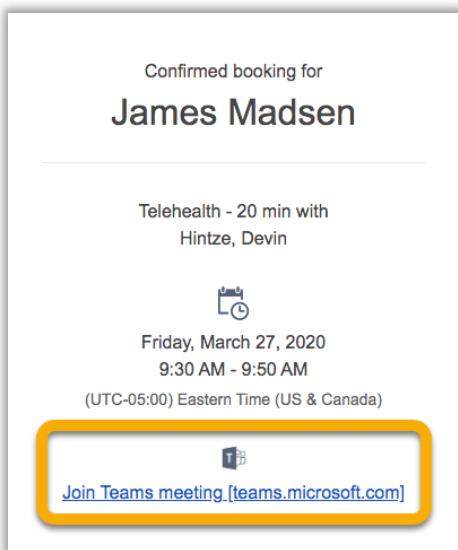 Confirmed booking for
James Madsen
Telehealth - 20 min with
Hintze, Devin
Friday, March 27, 2020
9:30 AM - 9:50 AM
(UTC-05:00) Eastern Time (US & Canada)
T
Join Teams meeting [teams.microsoft.com]